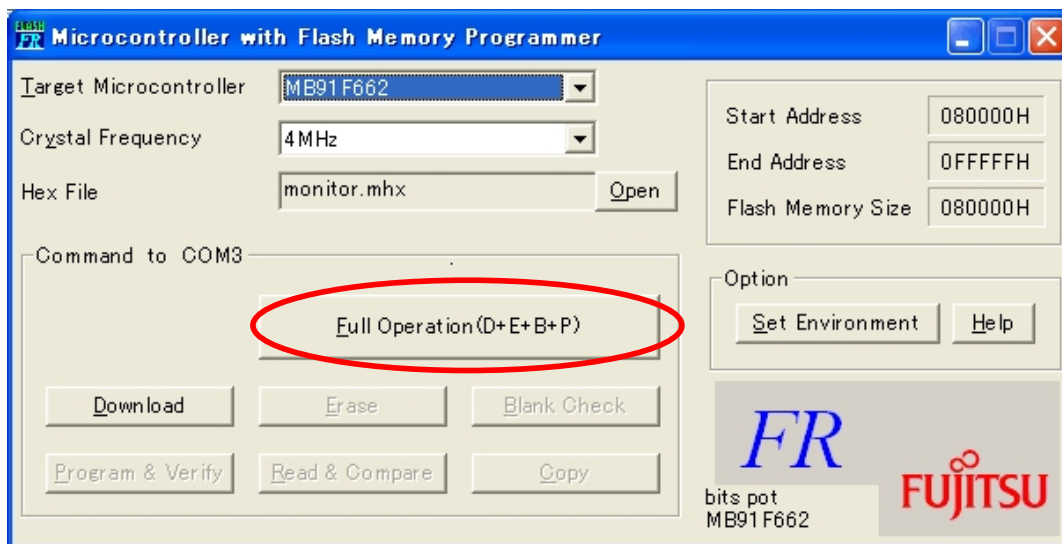 FLASH
FR
Microcontroller with Flash Memory Programmer
Target Microcontroller
MB91F662
Crystal Frequency
4MHz
Hex File
monitor.mhx
Open
Start Address
080000H
End Address
0FFFFFH
Flash Memory Size
080000H
Command to COM3
Full Operation(D+E+B+P)
Download
Erase
Blank Check
Program & Verify
Read & Compare
Copy
Option
Set Environment
Help
FR
FUJITSU
bits pot
MB91F662